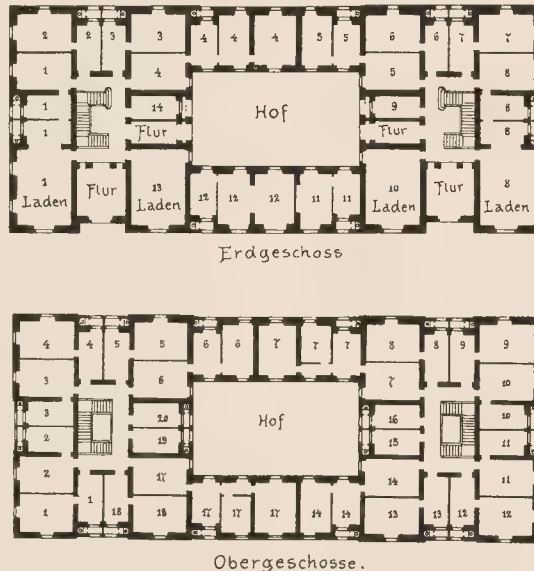 2 2 3 3 4 4 4 5 5 6 6 7 7
1 4 5 8
1 14 Hof 9 8
1 Flur Flur 8
1 Flur 13 10 Flur 8
Laden Laden Laden Laden
12 12 12 11 11
Erdgeschoss
4 4 5 5 6 6 7 7 7 8 8 9 9
3 6 7 10
3 20 Hof 16 10
2 19 15 11
2 17 14 11
1 1 18 18 17 17 17 14 14 13 13 12 12
Obergeschosse.